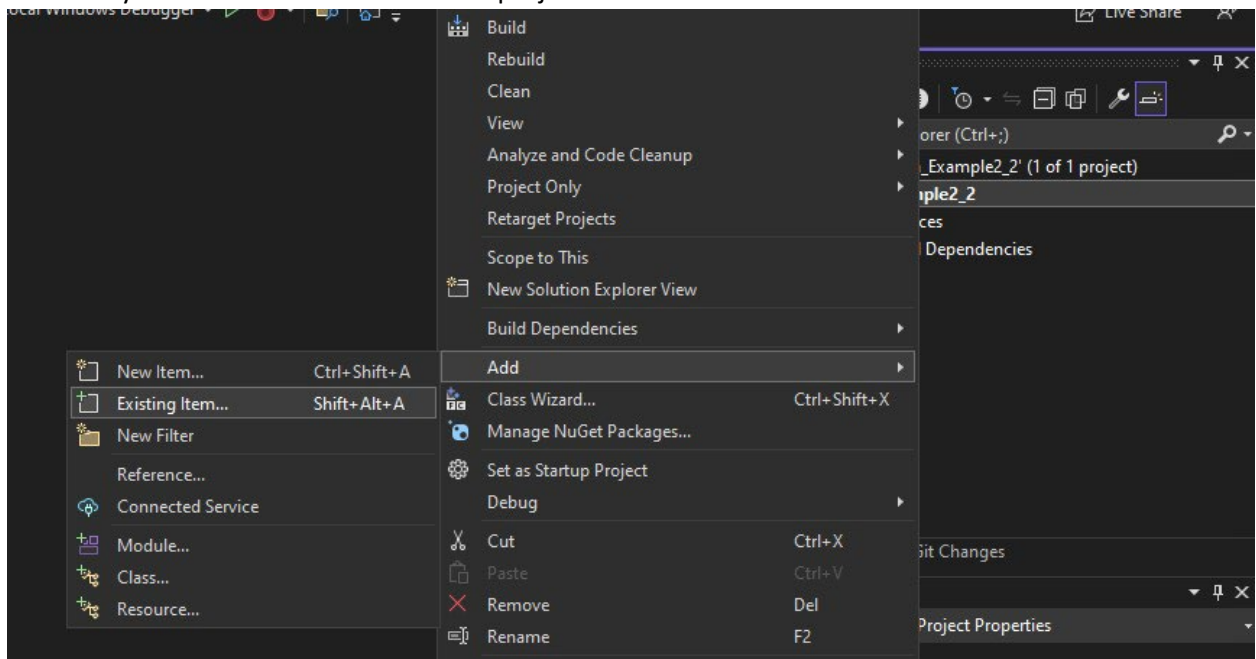 ocal Windows Debugger
Live Share
Build
Rebuild
Clean
View
Analyze and Code Cleanup
Project Only
Retarget Projects
Scope to This
New Solution Explorer View
Build Dependencies
Add
Class Wizard... Ctrl+Shift+X
Manage NuGet Packages...
Set as Startup Project
Debug
Cut Ctrl+X
Paste Ctrl+V
Remove Del
Rename F2
New Item... Ctrl+Shift+A
Existing Item... Shift+Alt+A
New Filter
Reference...
Connected Service
Module...
Class...
Resource...
orer (Ctrl+;)
_Example2_2' (1 of 1 project)
mple2_2
ces
Dependencies
Git Changes
Project Properties